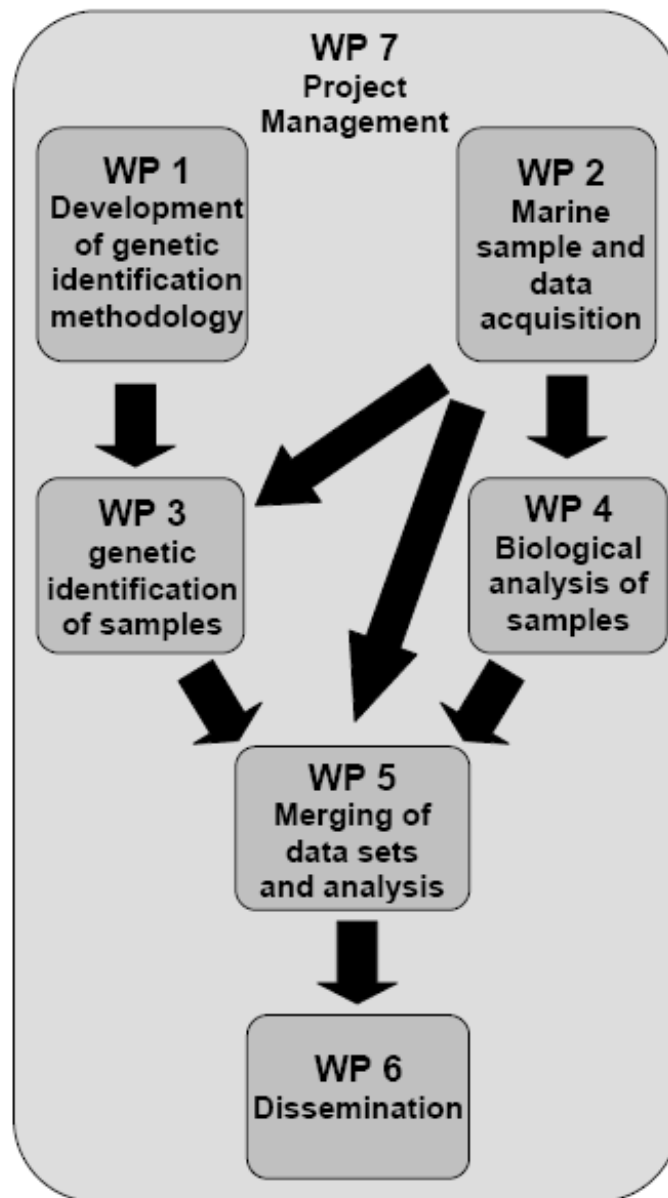 WP 7
Project
Management
WP 1
Development
of genetic
identification
methodology
WP 2
Marine
sample and
data
acquisition
WP 3
genetic
identification
of samples
WP 4
Biological
analysis of
samples
WP 5
Merging of
data sets
and analysis
WP 6
Dissemination